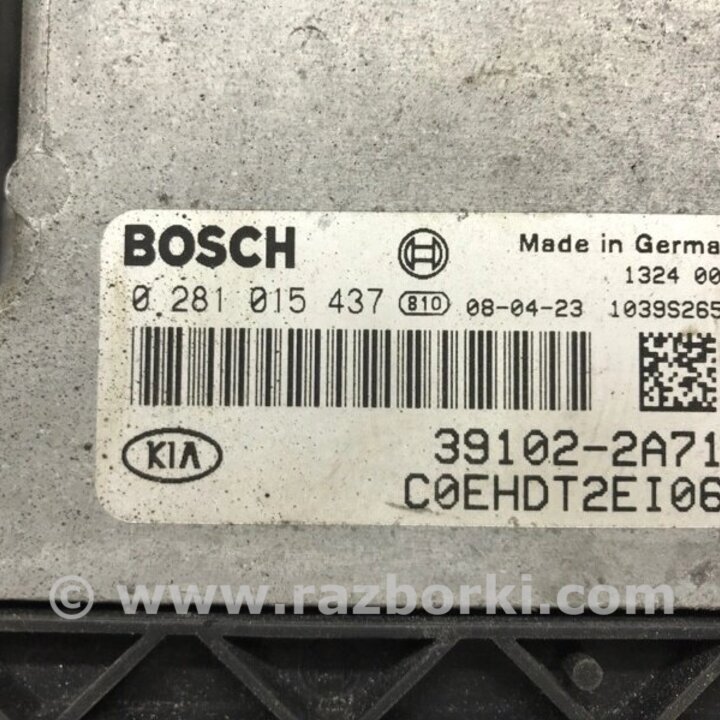 BOSCH
Made in Germa
1324 00
0 281 015 437 810 08-04-23 1039S265
KIA
39102-2A71
C0EHDT2EI06
© www.razborki.com